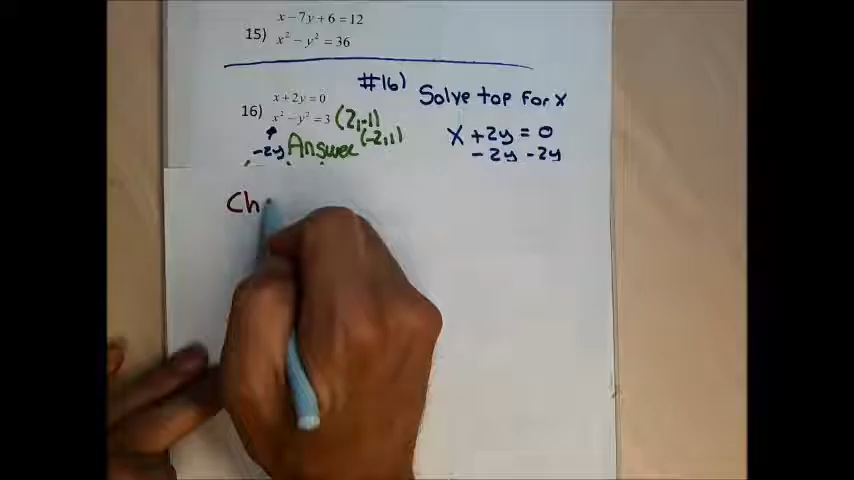 x - 7y + 6 = 12
15) x² - y² = 36
#16) Solve top for x
x + 2y = 0
16) x² - y² = 3 (2,-1)
-2y Answer (-2,1)
x + 2y = 0
-2y -2y
Ch